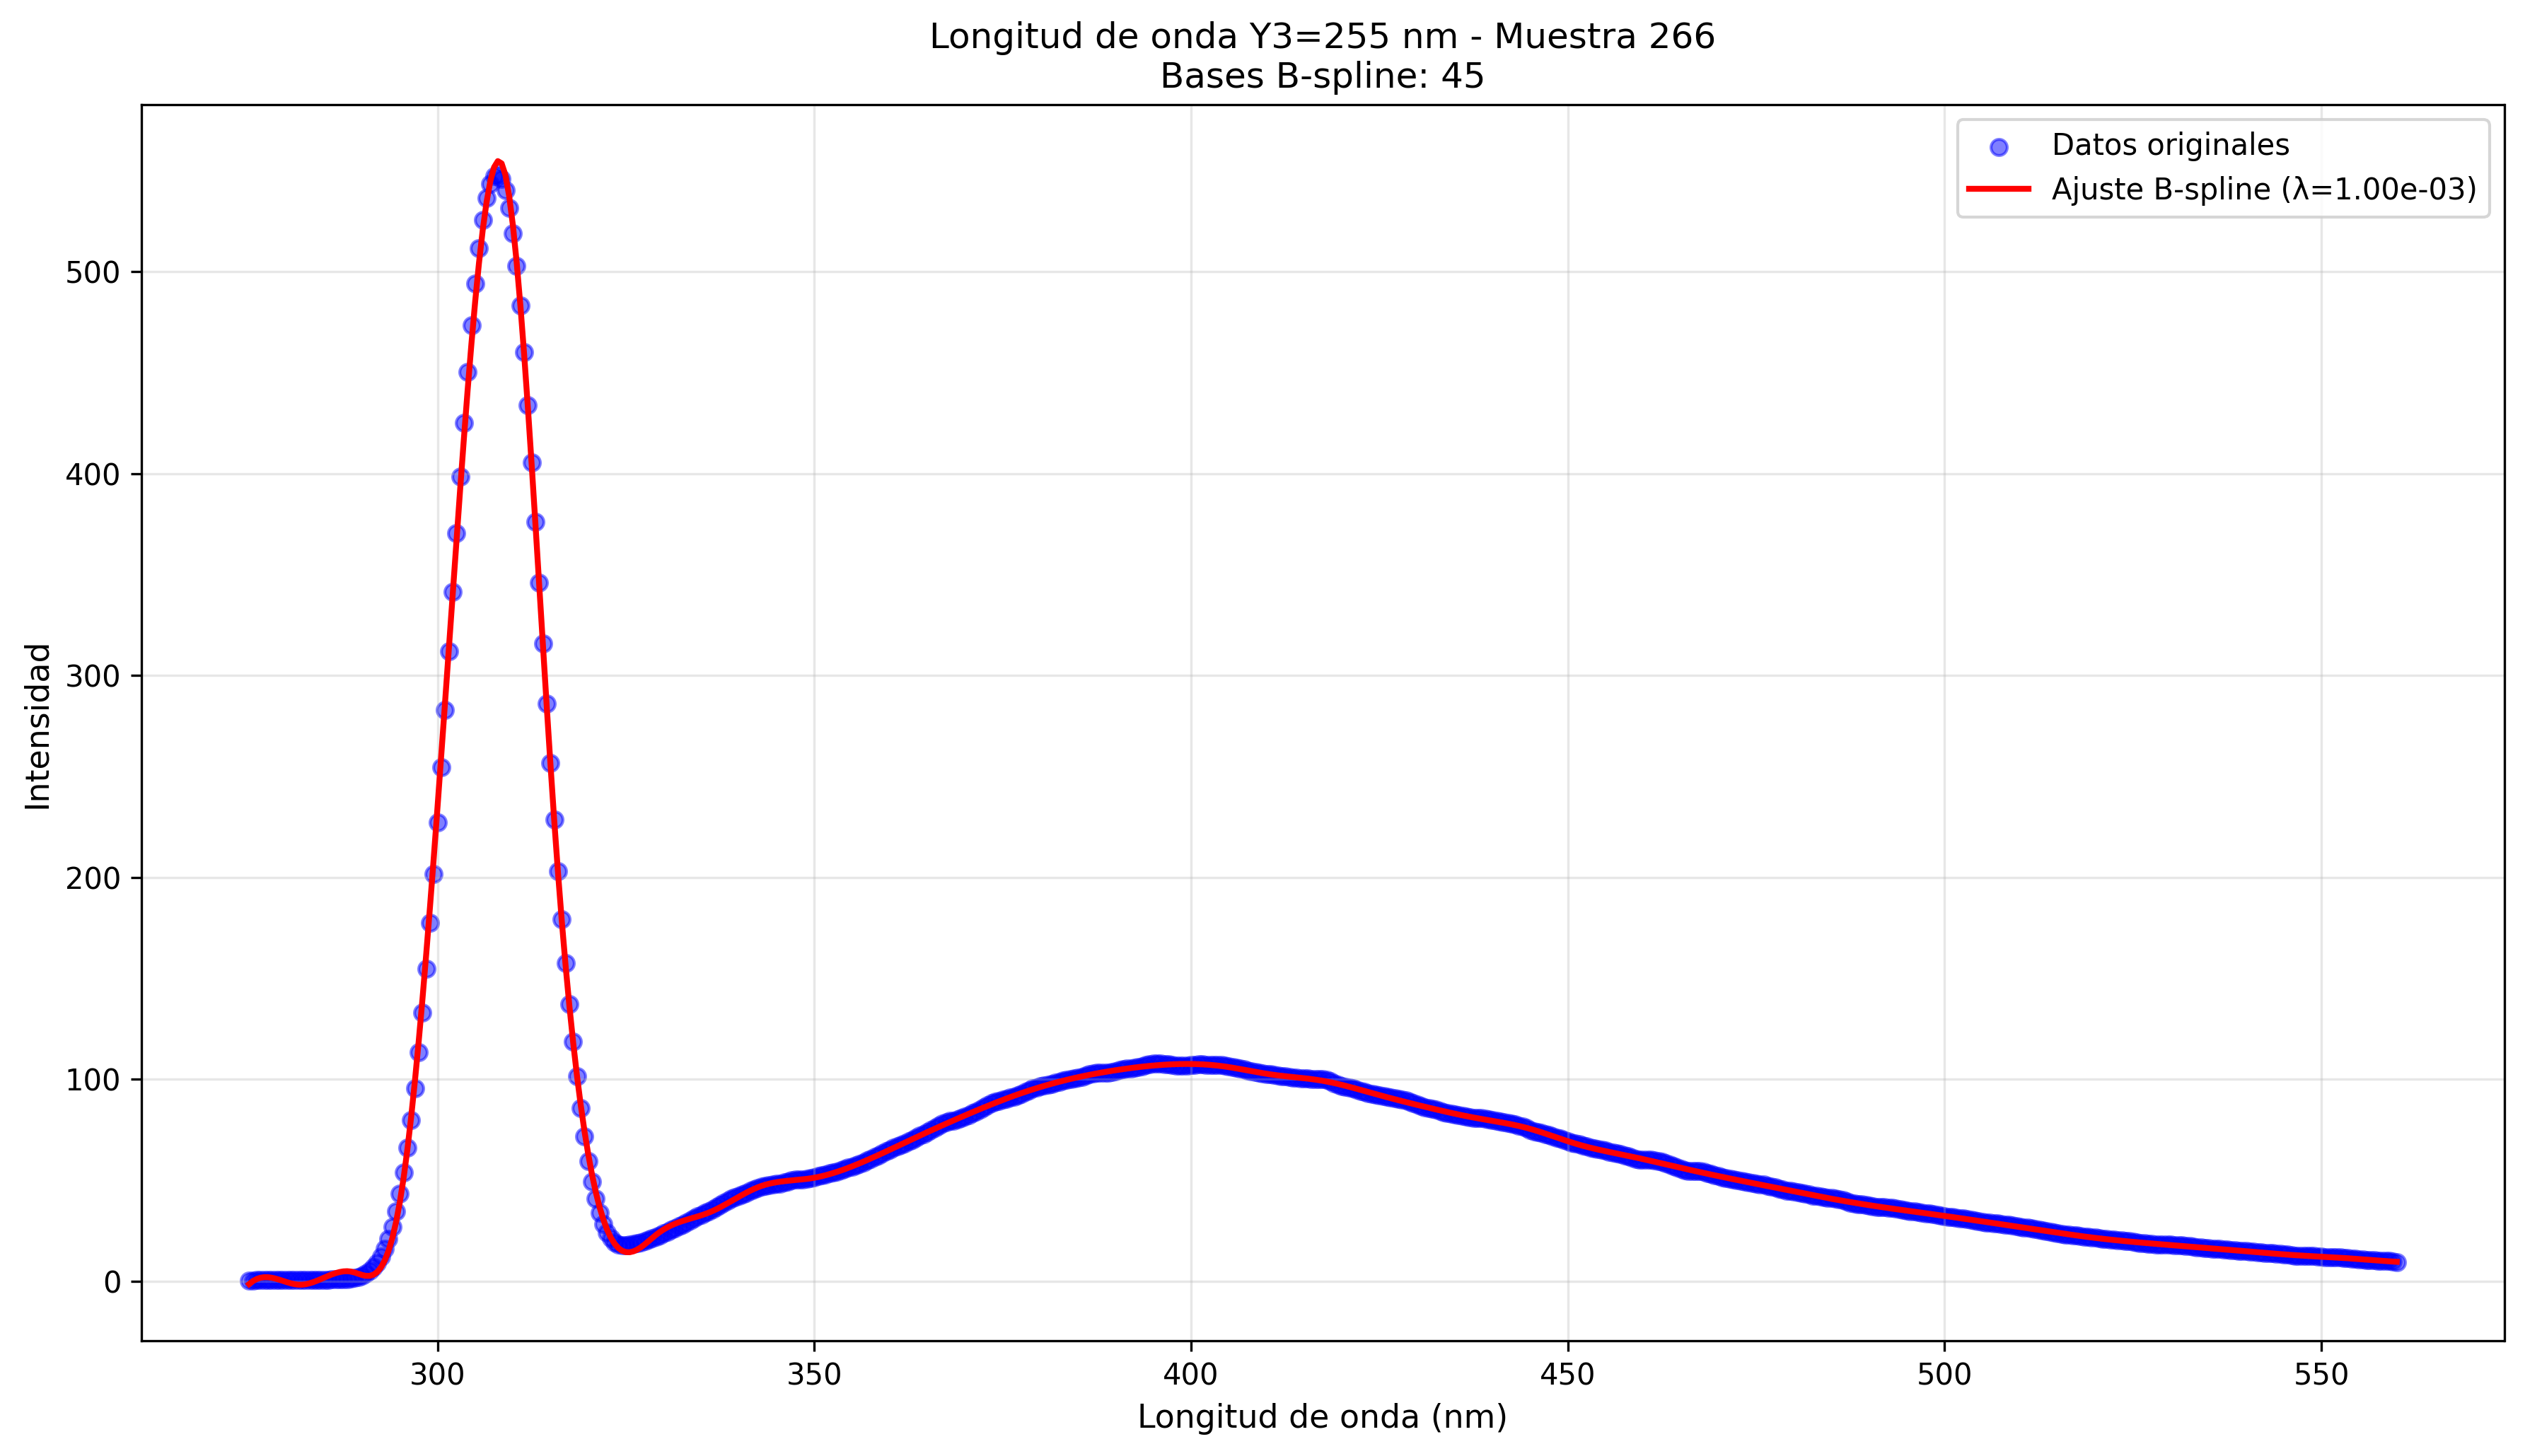 Longitud de onda Y3=255 nm - Muestra 266
Bases B-spline: 45
Datos originales
Ajuste B-spline (λ=1.00e-03)
Intensidad
500
400
300
200
100
0
300 350 400 450 500 550
Longitud de onda (nm)